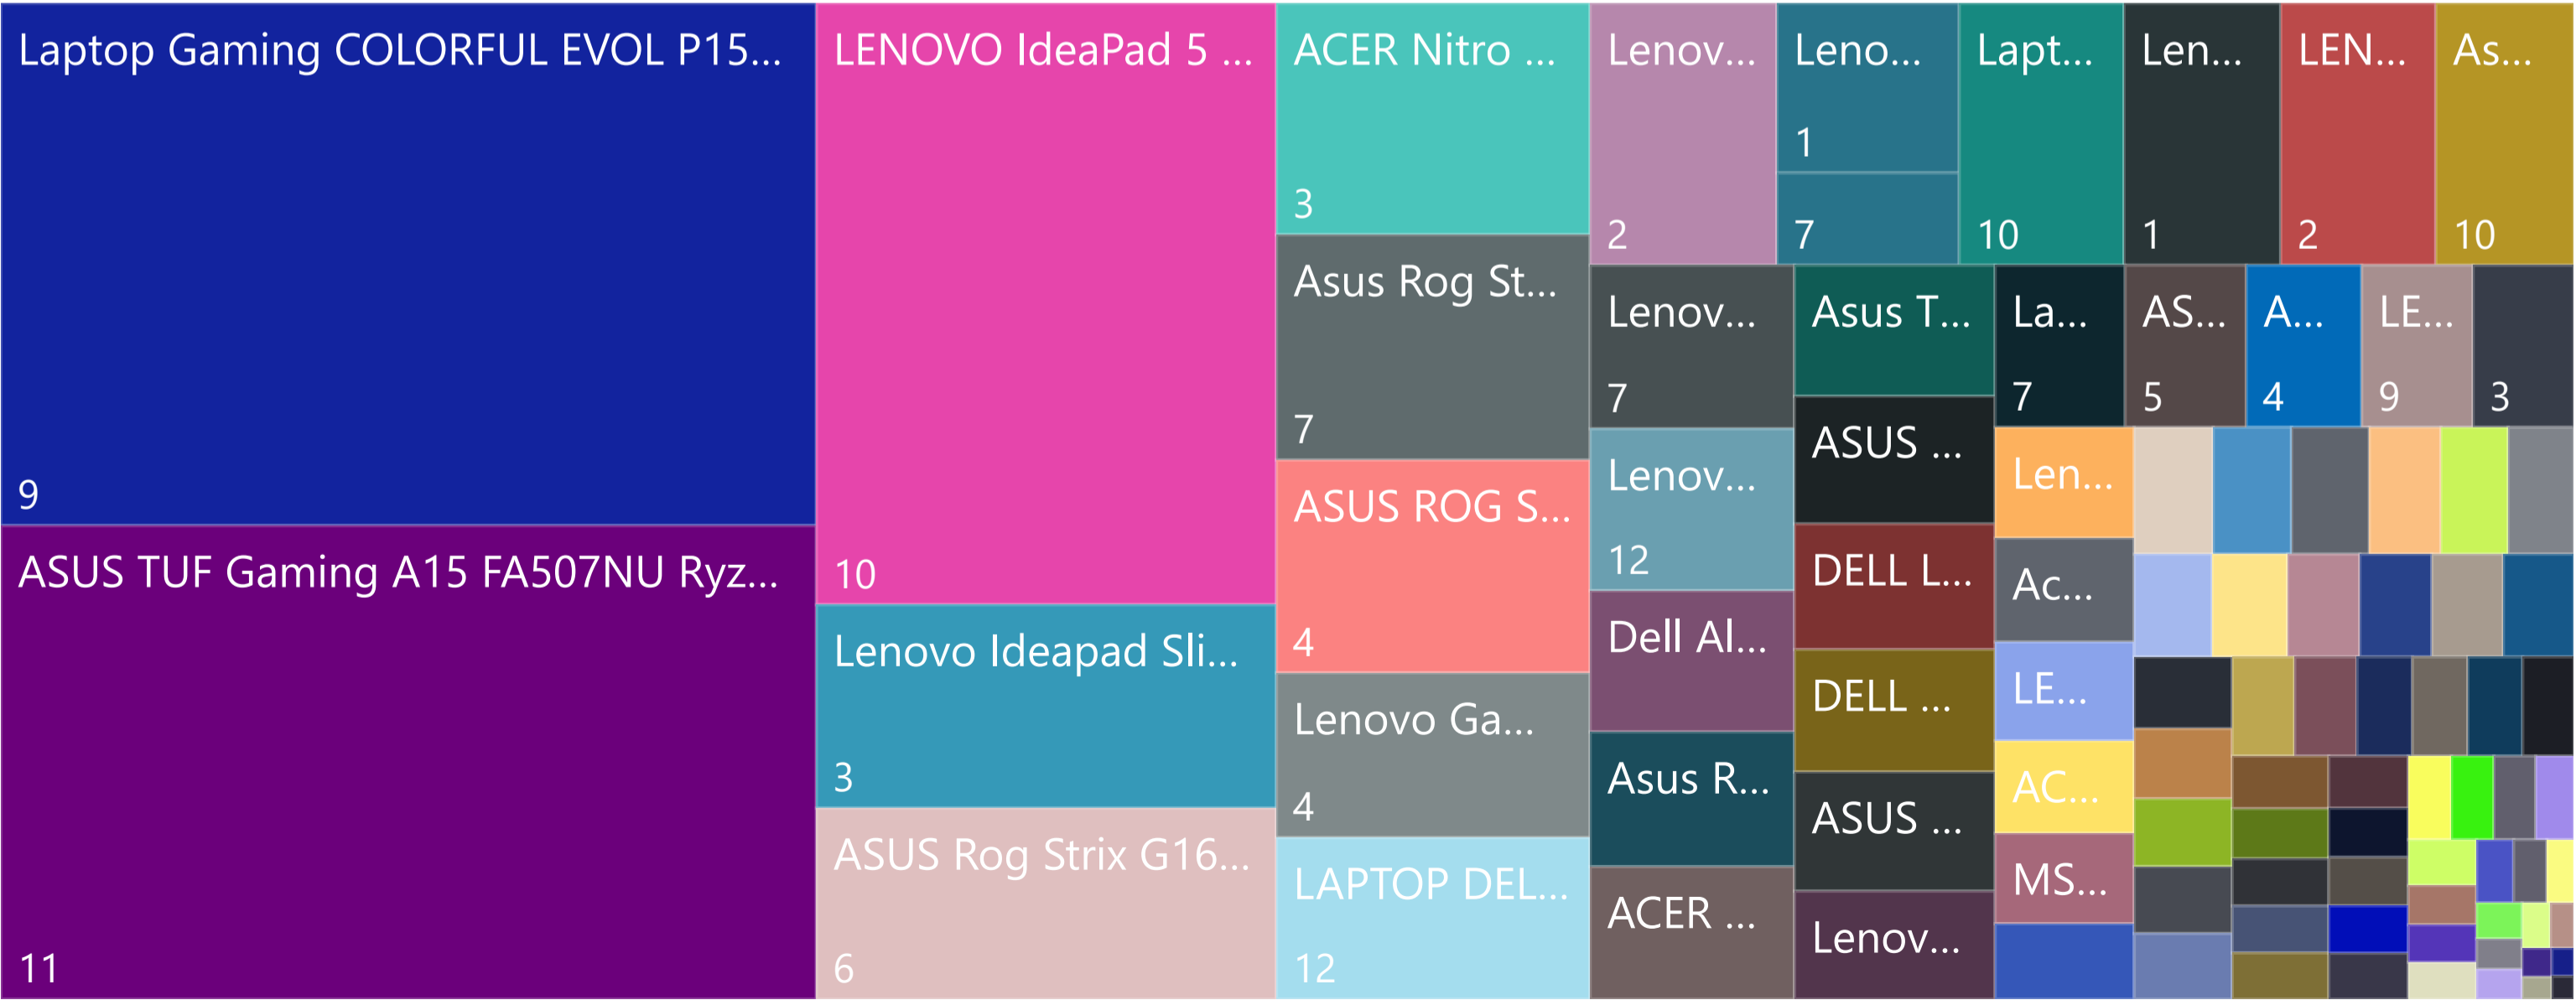 Laptop Gaming COLORFUL EVOL P15...
9
ASUS TUF Gaming A15 FA507NU Ryz...
11
LENOVO IdeaPad 5 ...
10
Lenovo Ideapad Sli...
3
ASUS Rog Strix G16...
6
ACER Nitro ...
3
Asus Rog St...
7
ASUS ROG S...
4
Lenovo Ga...
4
LAPTOP DEL...
12
Lenov...
2
Leno...
1
7
Lapt...
10
Len...
1
LEN...
2
As...
10
Lenov...
7
Lenov...
12
Dell Al...
Asus R...
ACER ...
Asus T...
ASUS ...
DELL L...
DELL ...
ASUS ...
Lenov...
La...
7
AS...
5
A...
4
LE...
9
3
Len...
Ac...
LE...
AC...
MS...